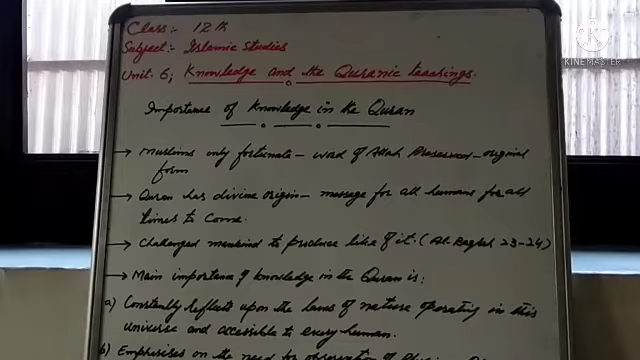 Class:- 12th
Subject:- Islamic Studies
Unit. 6; Knowledge and the Quranic teachings.
KINEMASTER
Importance of Knowledge in the Quran
→ Muslims only fortunate - word of Allah Preserved - original
form
→ Quran has divine origin - message for all humans for all
times to come.
→ Challenged mankind to produce like of it. (Al-Baqrah 23-24)
→ Main importance of knowledge in the Quran is:
a) Constantly Reflects upon the laws of nature operating in this
universe and accessible to every human.
b) Emphasises on the need for observation of